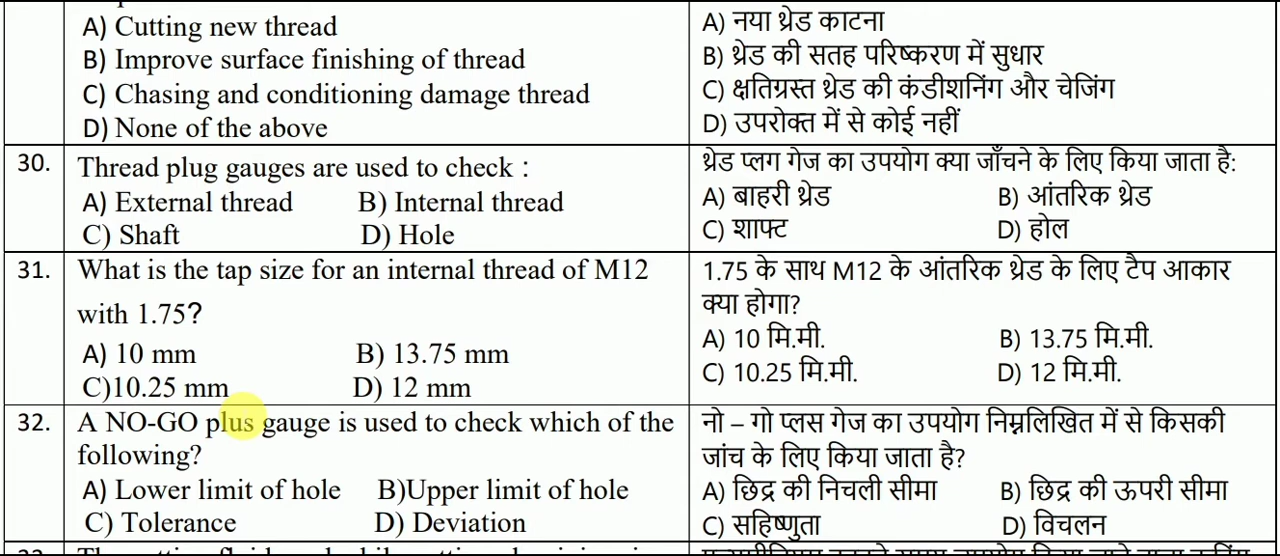 A) Cutting new thread
B) Improve surface finishing of thread
C) Chasing and conditioning damage thread
D) None of the above
A) नया थ्रेड काटना
B) थ्रेड की सतह परिष्करण में सुधार
C) क्षतिग्रस्त थ्रेड की कंडीशनिंग और चेजिंग
D) उपरोक्त में से कोई नहीं
30. Thread plug gauges are used to check :
A) External thread B) Internal thread
C) Shaft D) Hole
थ्रेड प्लग गेज का उपयोग क्या जाँचने के लिए किया जाता है:
A) बाहरी थ्रेड B) आंतरिक थ्रेड
C) शाफ्ट D) होल
31. What is the tap size for an internal thread of M12
with 1.75?
A) 10 mm B) 13.75 mm
C)10.25 mm D) 12 mm
1.75 के साथ M12 के आंतरिक थ्रेड के लिए टैप आकार
क्या होगा?
A) 10 मि.मी. B) 13.75 मि.मी.
C) 10.25 मि.मी. D) 12 मि.मी.
32. A NO-GO plus gauge is used to check which of the
following?
A) Lower limit of hole B)Upper limit of hole
C) Tolerance D) Deviation
नो – गो प्लस गेज का उपयोग निम्नलिखित में से किसकी
जांच के लिए किया जाता है?
A) छिद्र की निचली सीमा B) छिद्र की ऊपरी सीमा
C) सहिष्णुता D) विचलन